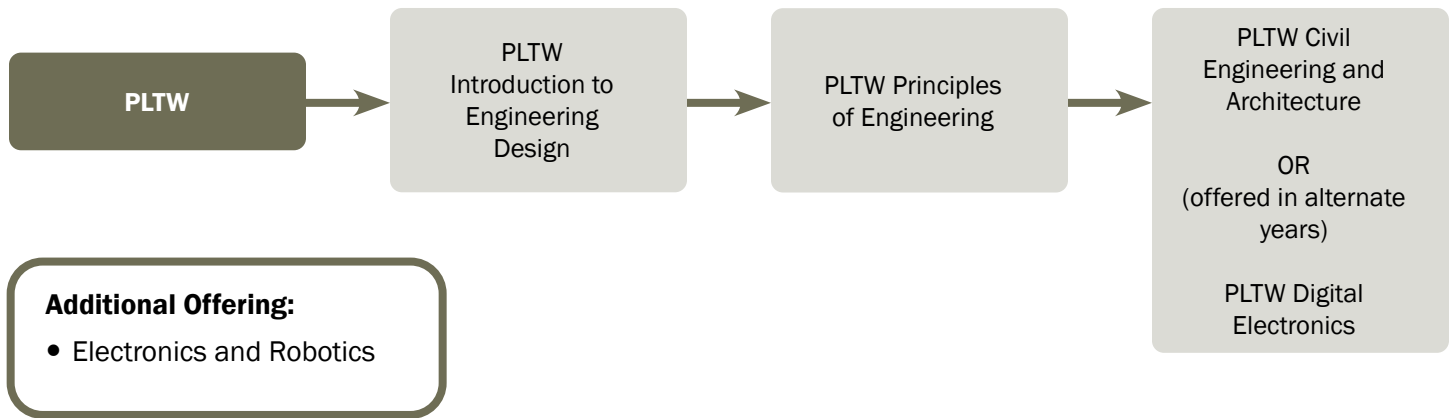 PLTW
PLTW
Introduction to
Engineering
Design
PLTW Principles
of Engineering
PLTW Civil
Engineering and
Architecture
OR
(offered in alternate
years)
PLTW Digital
Electronics
Additional Offering:
• Electronics and Robotics